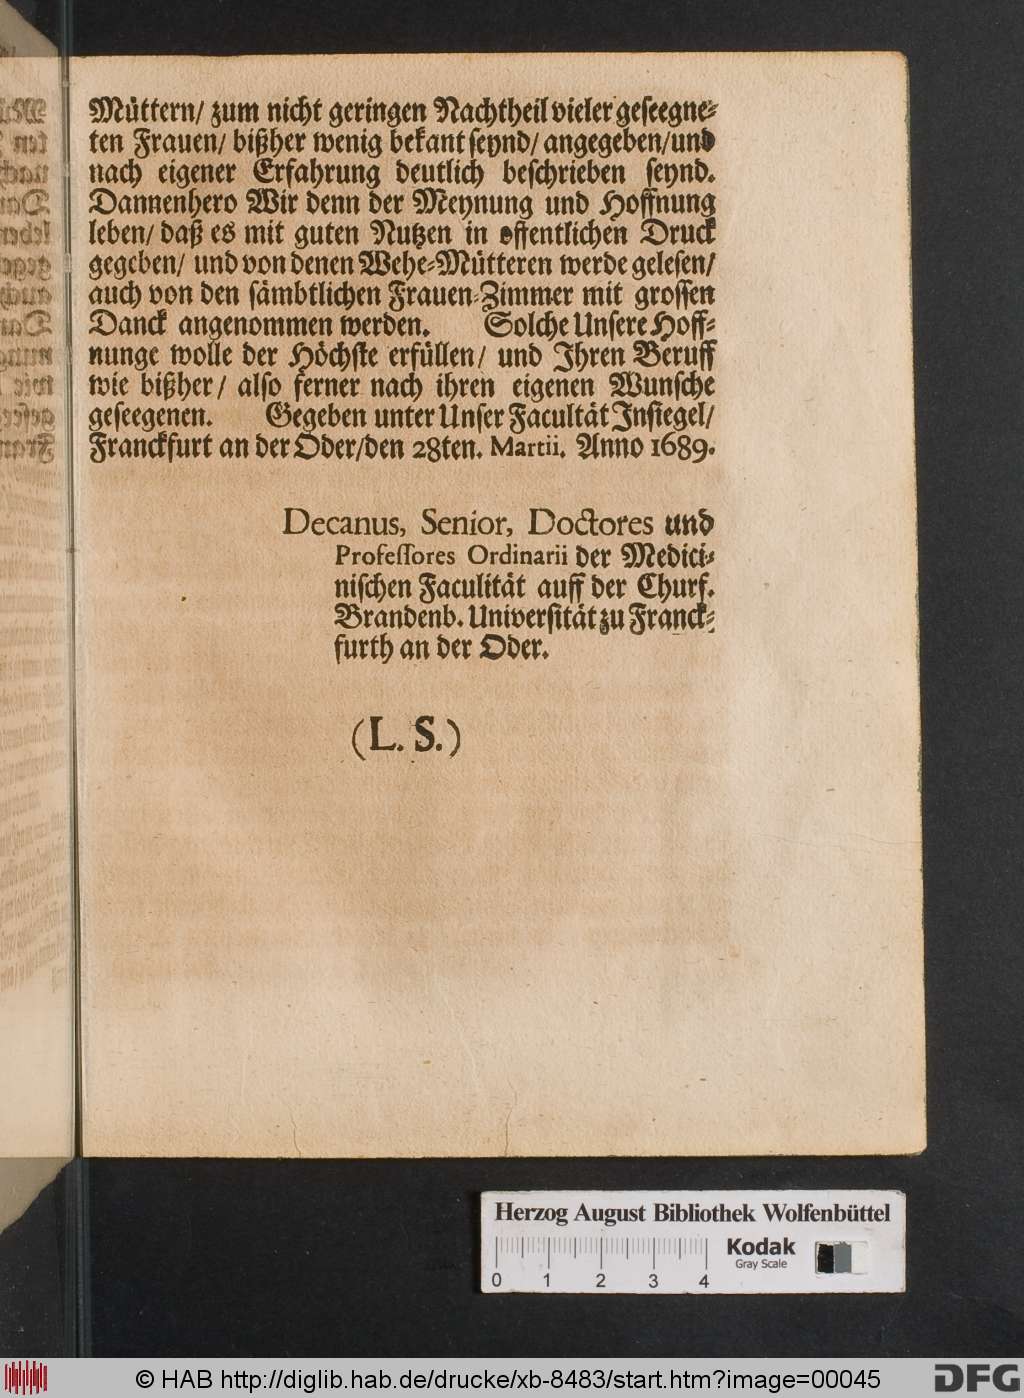 Müttern/ zum nicht geringen Nachtheil vieler geseegne-
ten Frauen/ bißher wenig bekant seynd/ angegeben/und
nach eigener Erfahrung deutlich beschrieben seynd.
Dannenhero Wir denn der Meynung und Hoffnung
leben/ daß es mit guten Nutzen in offentlichen Druck
gegeben/ und von denen Wehe-Mütteren werde gelesen/
auch von den sämbtlichen Frauen-Zimmer mit grossen
Danck angenommen werden. Solche Unsere Hoff-
nunge wolle der Höchste erfüllen/ und Ihren Beruff
wie bißher/ also ferner nach ihren eigenen Wunsche
geseegenen. Gegeben unter Unser Facultät Insiegel/
Franckfurt an der Oder/den 28ten. Martii. Anno 1689.
Decanus, Senior, Doctores und
Professores Ordinarii der Medici-
nischen Faculität auff der Churf.
Brandenb. Universität zu Franck-
furth an der Oder.
(L. S.)
Herzog August Bibliothek Wolfenbüttel
0 1 2 3 4
Kodak
Gray Scale
© HAB http://diglib.hab.de/drucke/xb-8483/start.htm?image=00045
DFG